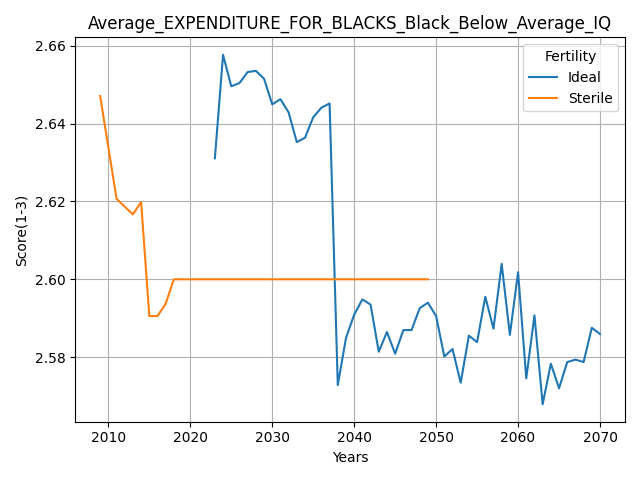 Average_EXPENDITURE_FOR_BLACKS_Black_Below_Average_IQ
Fertility
Ideal
Sterile
Score(1-3)
2.66
2.64
2.62
2.60
2.58
2010 2020 2030 2040 2050 2060 2070
Years